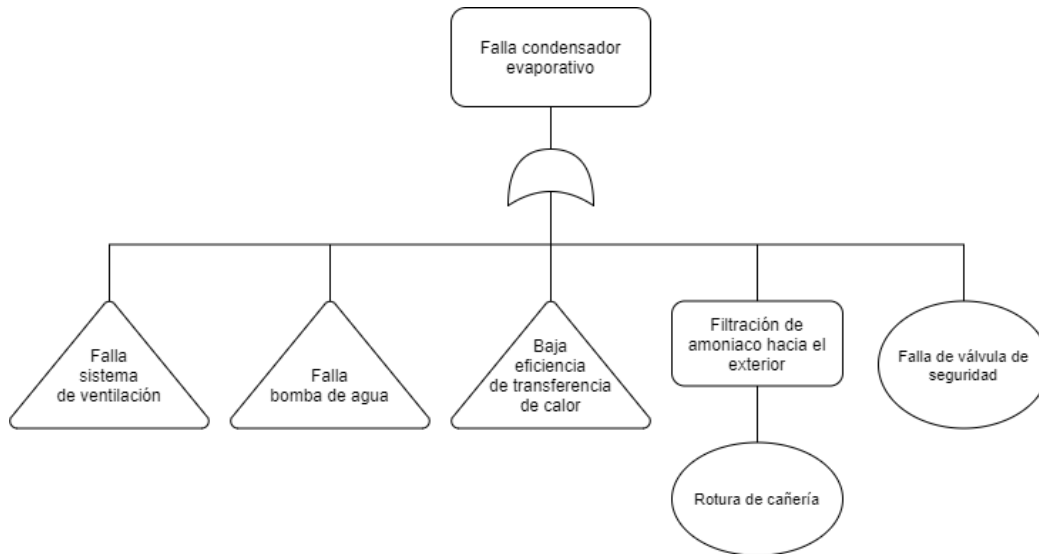 Falla condensador
evaporativo
Falla
sistema
de ventilación
Falla
bomba de agua
Baja
eficiencia
de transferencia
de calor
Filtración de
amoniaco hacia el
exterior
Falla de válvula de
seguridad
Rotura de cañería